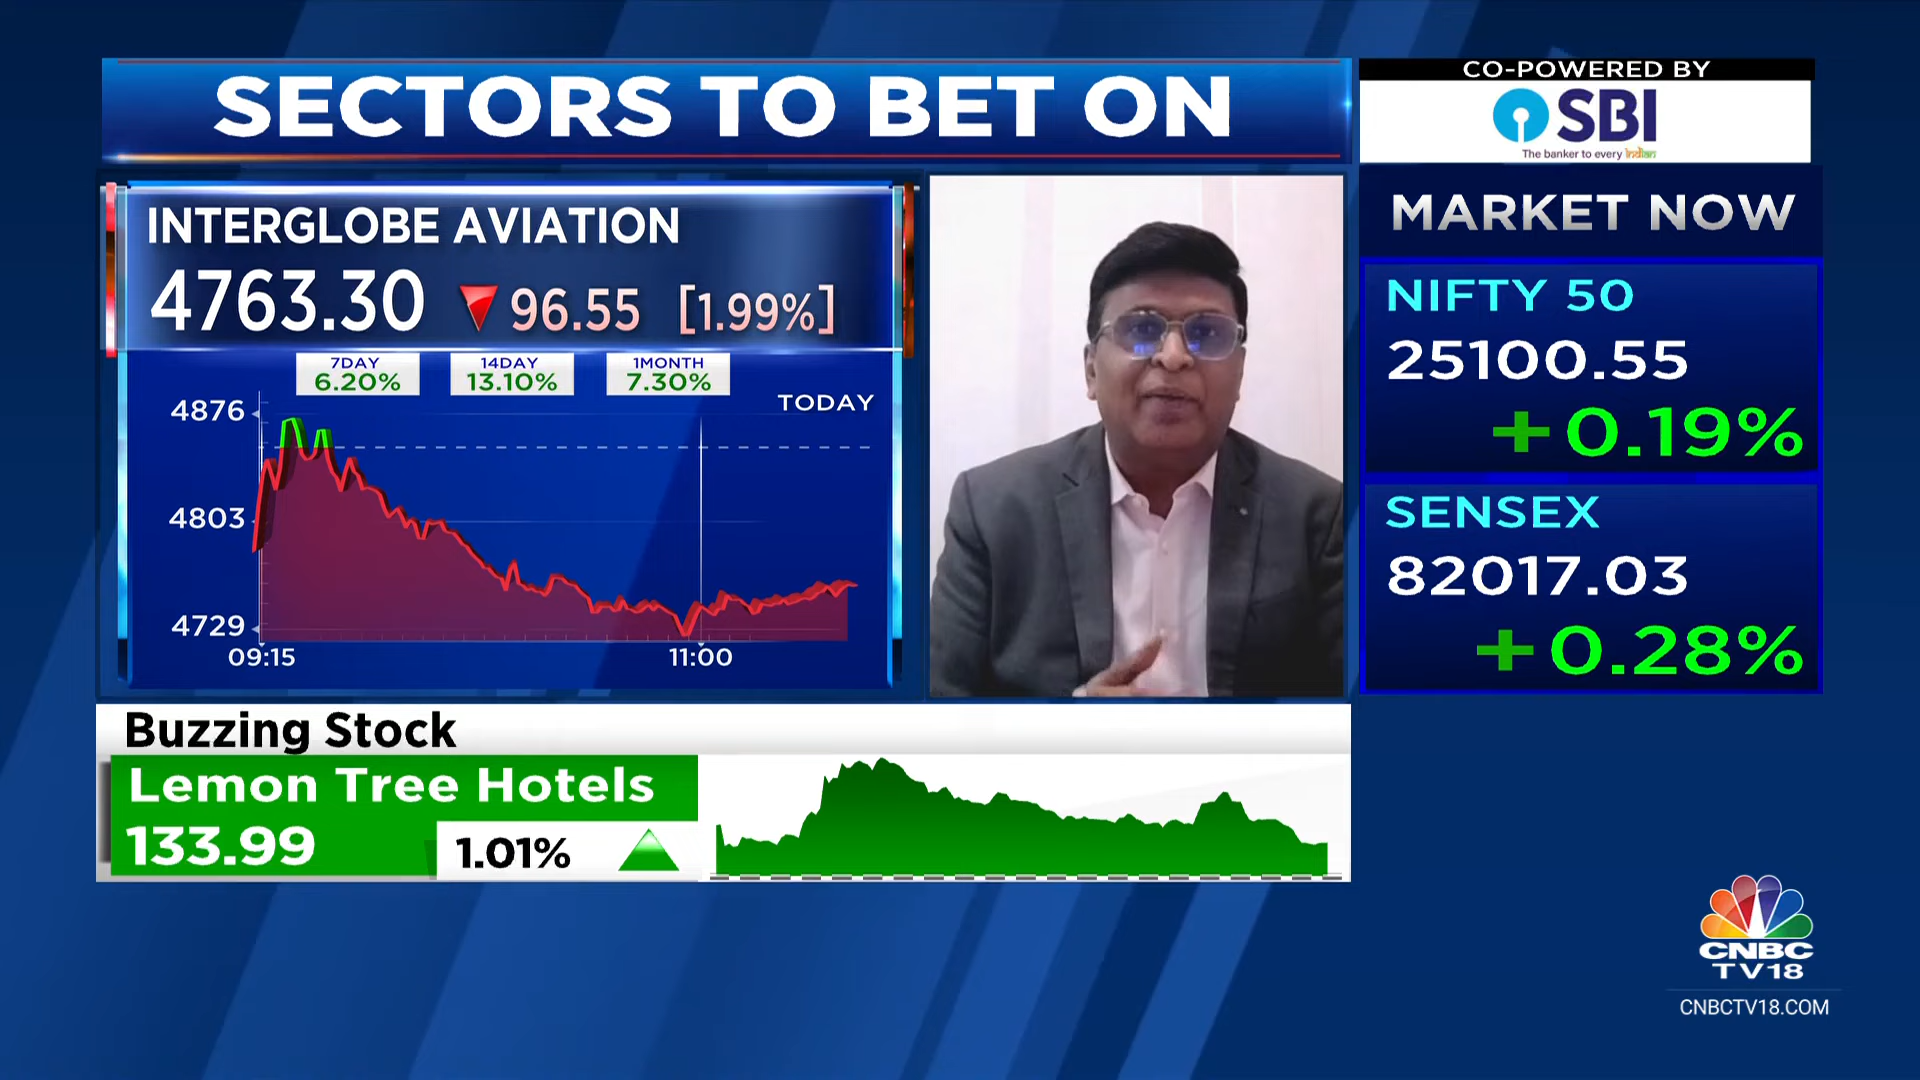 SECTORS TO BET ON
CO-POWERED BY
SBI
The banker to every indian
INTERGLOBE AVIATION
4763.30 ▼ 96.55 [1.99%]
7DAY 14DAY 1MONTH
6.20% 13.10% 7.30%
TODAY
4876
4803
4729
09:15 11:00
MARKET NOW
NIFTY 50
25100.55
+0.19%
SENSEX
82017.03
+0.28%
Buzzing Stock
Lemon Tree Hotels
133.99 1.01%
CNBC
TV18
CNBCTV18.COM